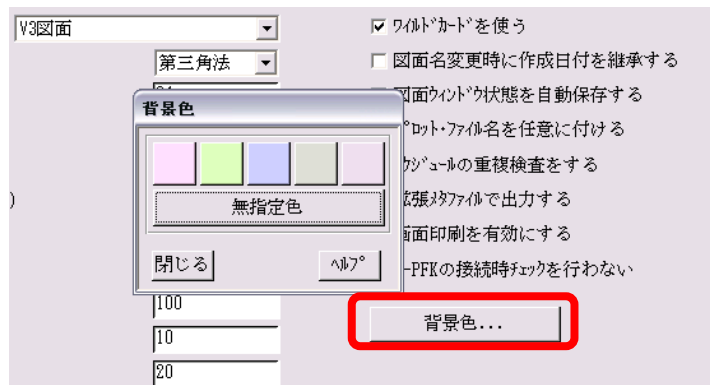 V3図面
第三角法
背景色
無指定色
閉じる
ﾍﾙﾌﾟ
100
10
20
)
ﾜｲﾙﾄﾞｶｰﾄﾞを使う
図面名変更時に作成日付を継承する
図面ｳｨﾝﾄﾞｳ状態を自動保存する
ﾌﾟﾛｯﾄ･ﾌｧｲﾙ名を任意に付ける
ﾓｼﾞｭｰﾙの重複検査をする
拡張ﾒﾀﾌｧｲﾙで出力する
画面印刷を有効にする
-PFKの接続時ﾁｪｯｸを行わない
背景色...